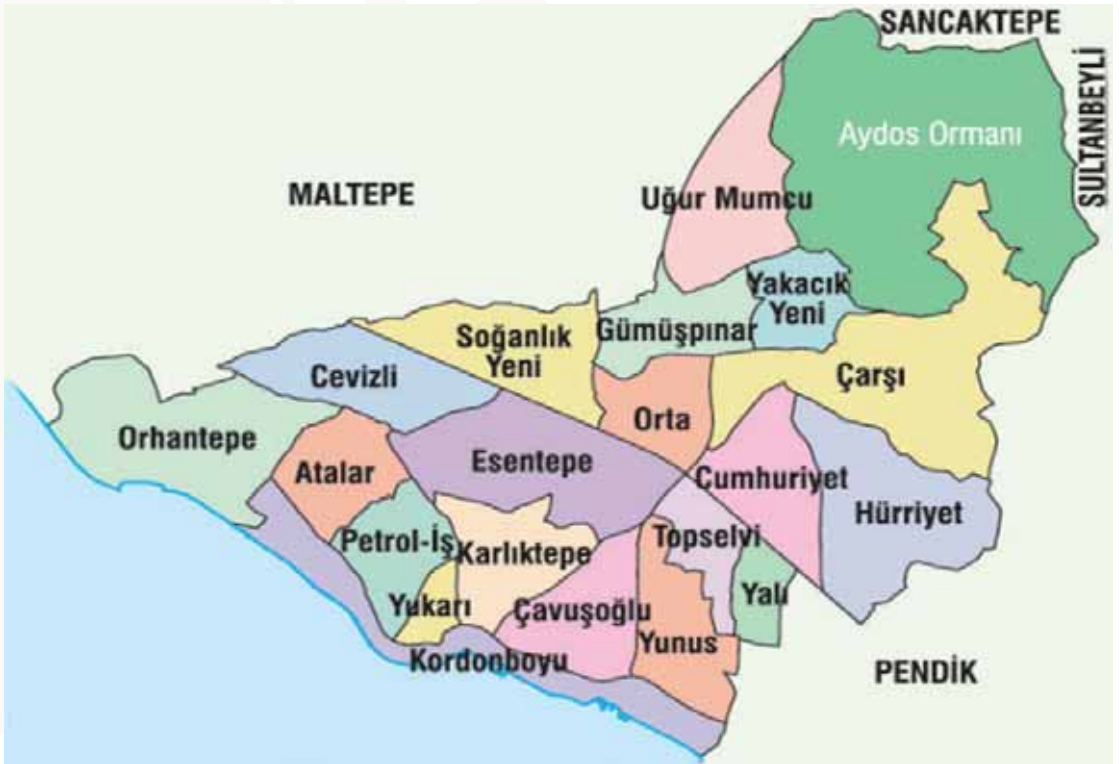 SANCAKTEPE
SULTANBEYLİ
Aydos Ormanı
MALTEPE
Uğur Mumcu
Yakacık
Yeni
Soğanlık
Yeni
Gümüşpınar
Cevizli
Çarşı
Orhantepe
Orta
Atalar
Esentepe
Cumhuriyet
Hürriyet
Petrol-İş
Karlıktepe
Topselvi
Yukarı
Çavuşoğlu
Yalı
Kordonboyu
Yunus
PENDİK